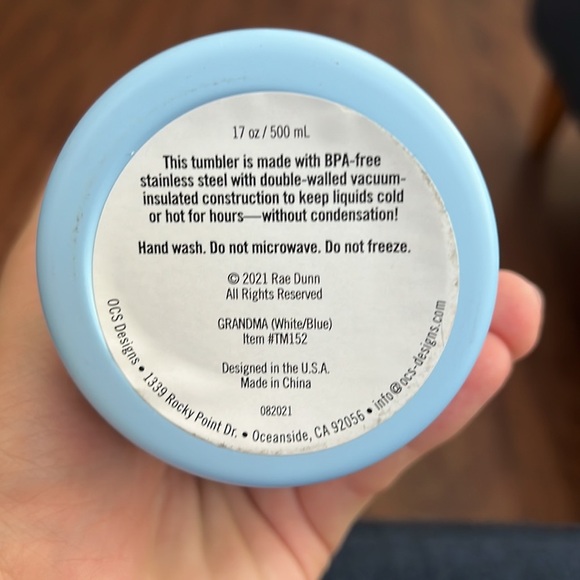 17 oz / 500 mL
This tumbler is made with BPA-free
stainless steel with double-walled vacuum-
insulated construction to keep liquids cold
or hot for hours—without condensation!
Hand wash. Do not microwave. Do not freeze.
© 2021 Rae Dunn
All Rights Reserved
GRANDMA (White/Blue)
Item #TM152
Designed in the U.S.A.
Made in China
082021
OCS Designs • 1339 Rocky Point Dr. • Oceanside, CA 92056 • info@ocs-designs.com